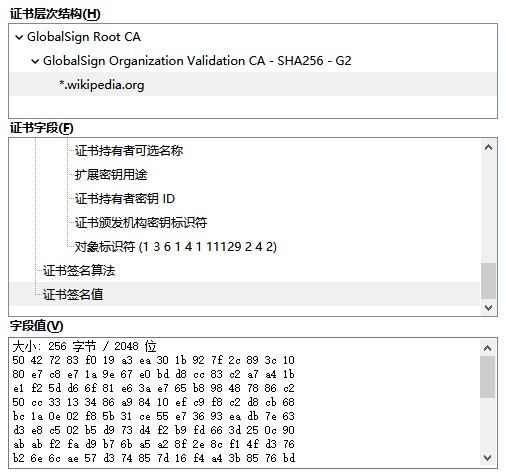 证书层次结构(H)
GlobalSign Root CA
GlobalSign Organization Validation CA - SHA256 - G2
*.wikipedia.org
证书字段(F)
证书持有者可选名称
扩展密钥用途
证书持有者密钥 ID
证书颁发机构密钥标识符
对象标识符 (1 3 6 1 4 1 11129 2 4 2)
证书签名算法
证书签名值
字段值(V)
大小: 256 字节 / 2048 位
50 42 72 83 f0 19 a3 ea 30 1b 92 7f 2c 89 3c 10
80 e7 c8 e7 1a 9e 67 e0 bd d8 cc 83 c2 a7 a4 1b
e1 f2 5d d6 6f 81 e6 3a e7 65 b8 98 48 78 86 c2
50 cc 33 13 34 86 a9 84 10 ef c9 f8 c2 d8 cb 68
bc 1a 0e 02 f8 5b 31 ce 55 e7 36 93 ea db 7e 63
d3 e8 c5 02 b5 d9 73 d4 f2 b9 fd 66 3d 25 0c 90
ab ab f2 fa d9 b7 6b a5 a2 8f 2e 8c f1 4f d3 76
b2 6e 6c ae 57 d3 74 85 7d 16 f4 a4 3b 85 76 bd